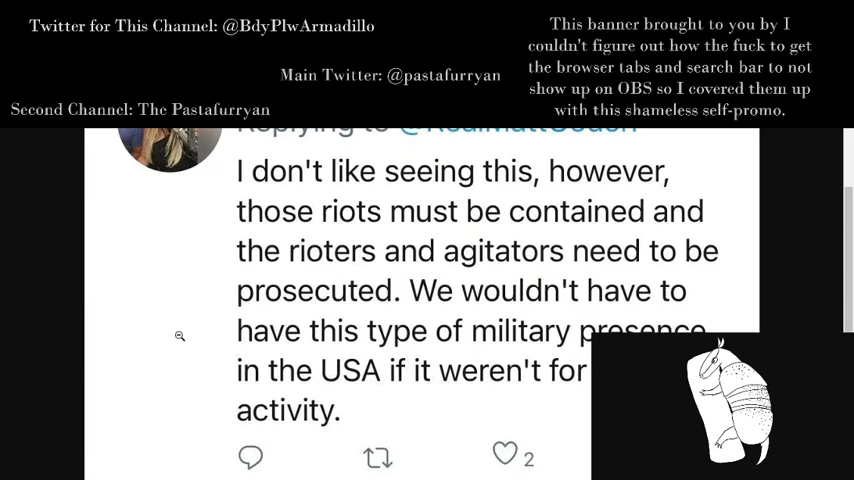 Twitter for This Channel: @BdyPlwArmadillo
Main Twitter: @pastafurryan
Second Channel: The Pastafurryan
This banner brought to you by I
couldn't figure out how the fuck to get
the browser tabs and search bar to not
show up on OBS so I covered them up
with this shameless self-promo.
Replying to
I don't like seeing this, however,
those riots must be contained and
the rioters and agitators need to be
prosecuted. We wouldn't have to
have this type of military presence
in the USA if it weren't for
activity.
2